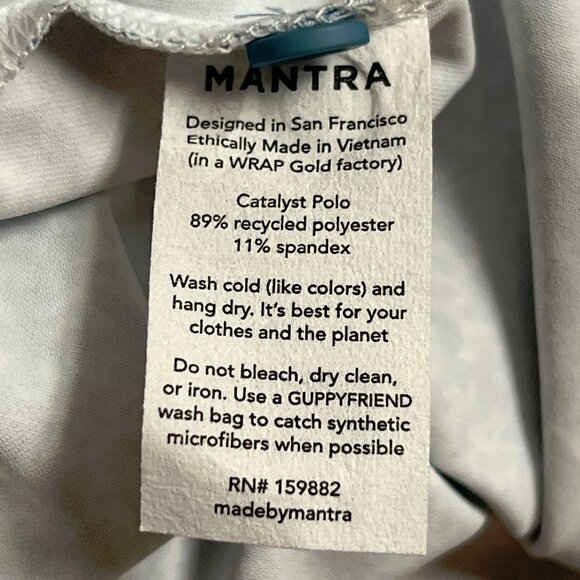 MANTRA
Designed in San Francisco
Ethically Made in Vietnam
(in a WRAP Gold factory)
Catalyst Polo
89% recycled polyester
11% spandex
Wash cold (like colors) and
hang dry. It's best for your
clothes and the planet
Do not bleach, dry clean,
or iron. Use a GUPPYFRIEND
wash bag to catch synthetic
microfibers when possible
RN# 159882
madebymantra